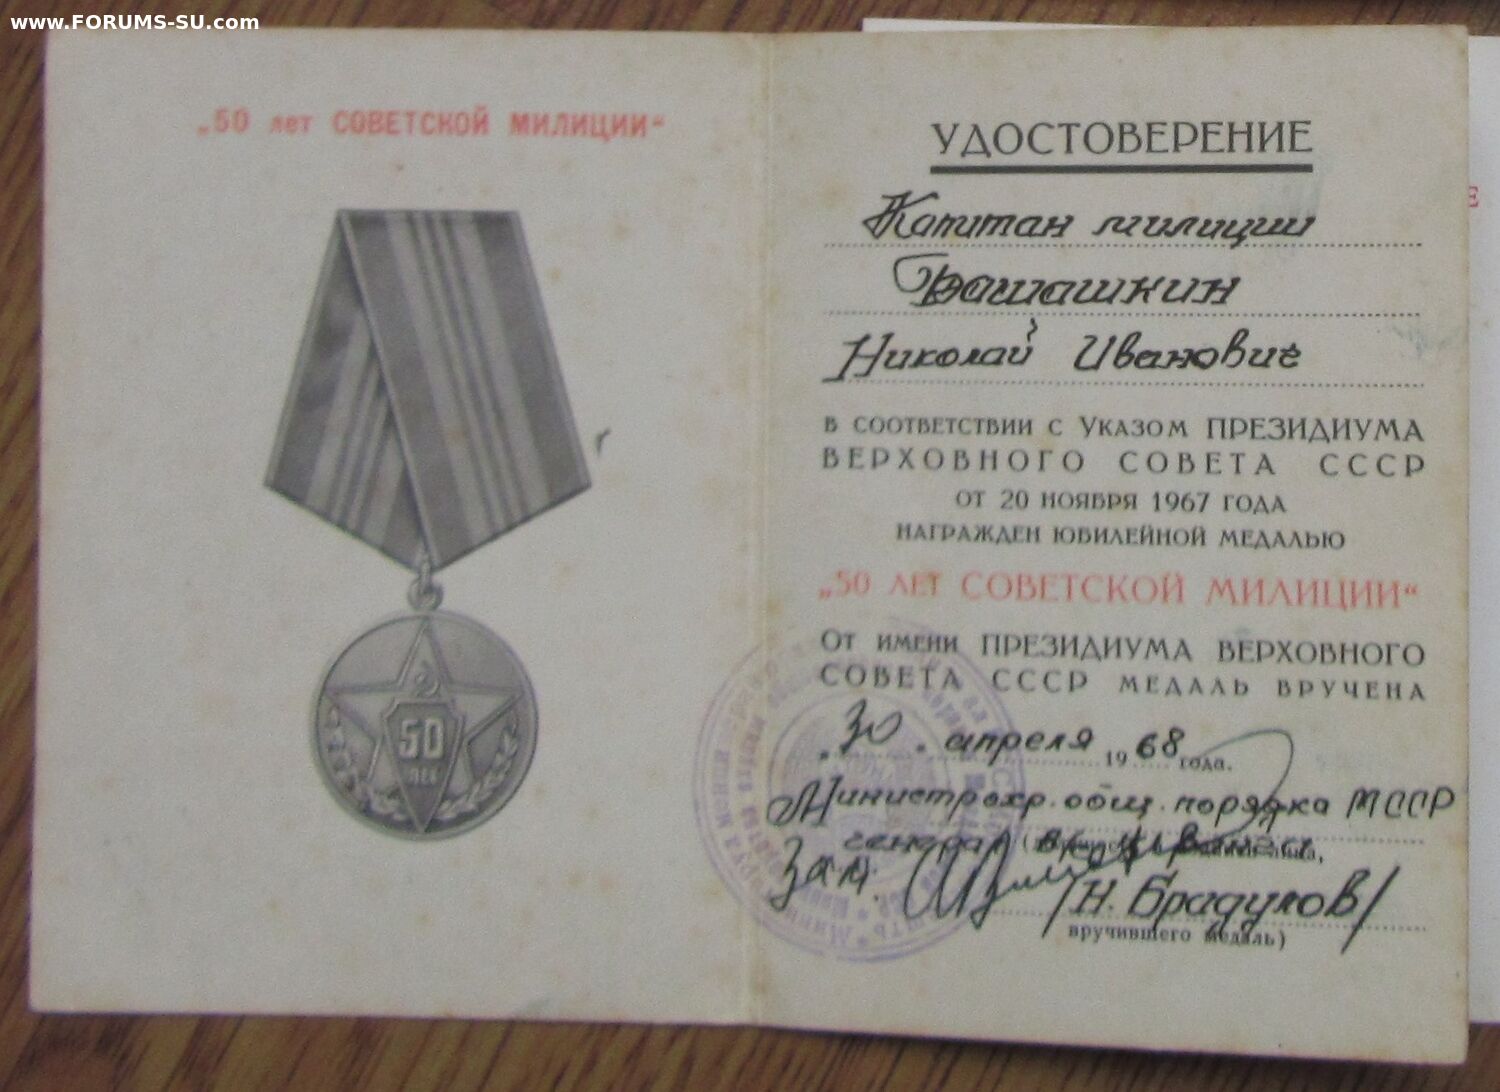 www.FORUMS-SU.com
„50 лет СОВЕТСКОЙ МИЛИЦИИ“
50
ЛЕТ
УДОСТОВЕРЕНИЕ
Капитан милиции
Николай Иванович
В СООТВЕТСТВИИ С УКАЗОМ ПРЕЗИДИУМА
ВЕРХОВНОГО СОВЕТА СССР
ОТ 20 НОЯБРЯ 1967 ГОДА
НАГРАЖДЕН ЮБИЛЕЙНОЙ МЕДАЛЬЮ
„50 ЛЕТ СОВЕТСКОЙ МИЛИЦИИ“
ОТ ИМЕНИ ПРЕЗИДИУМА ВЕРХОВНОГО
СОВЕТА СССР МЕДАЛЬ ВРУЧЕНА
„30“ апреля 1968 года.
Министр охр. общ. порядка МССР
генерал
Зам.
/Н. Брадулов/
вручившего медаль)
Е